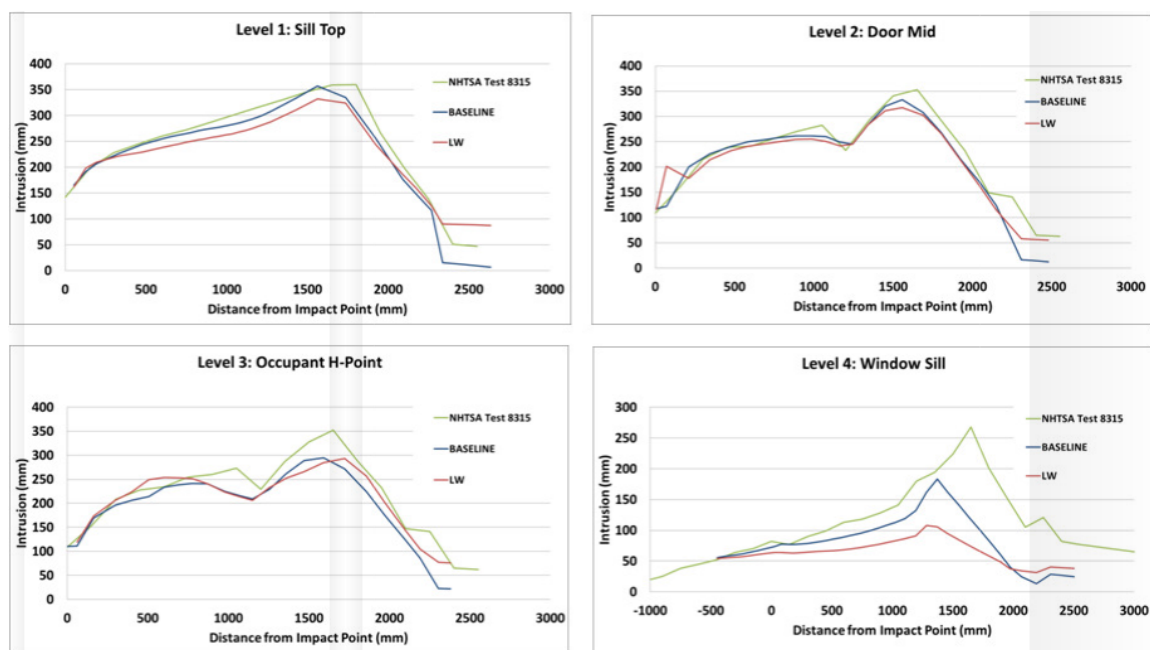 Level 1: Sill Top
400
350
300
250
200
150
100
50
0
Intrusion (mm)
0 500 1000 1500 2000 2500 3000
Distance from Impact Point (mm)
NHTSA Test 8315
BASELINE
LW
Level 2: Door Mid
400
350
300
250
200
150
100
50
0
Intrusion (mm)
0 500 1000 1500 2000 2500 3000
Distance from Impact Point (mm)
NHTSA Test 8315
BASELINE
LW
Level 3: Occupant H-Point
400
350
300
250
200
150
100
50
0
Intrusion (mm)
0 500 1000 1500 2000 2500 3000
Distance from Impact Point (mm)
NHTSA Test 8315
BASELINE
LW
Level 4: Window Sill
300
250
200
150
100
50
0
Intrusion (mm)
-1000 -500 0 500 1000 1500 2000 2500 3000
Distance from Impact Point (mm)
NHTSA Test 8315
BASELINE
LW